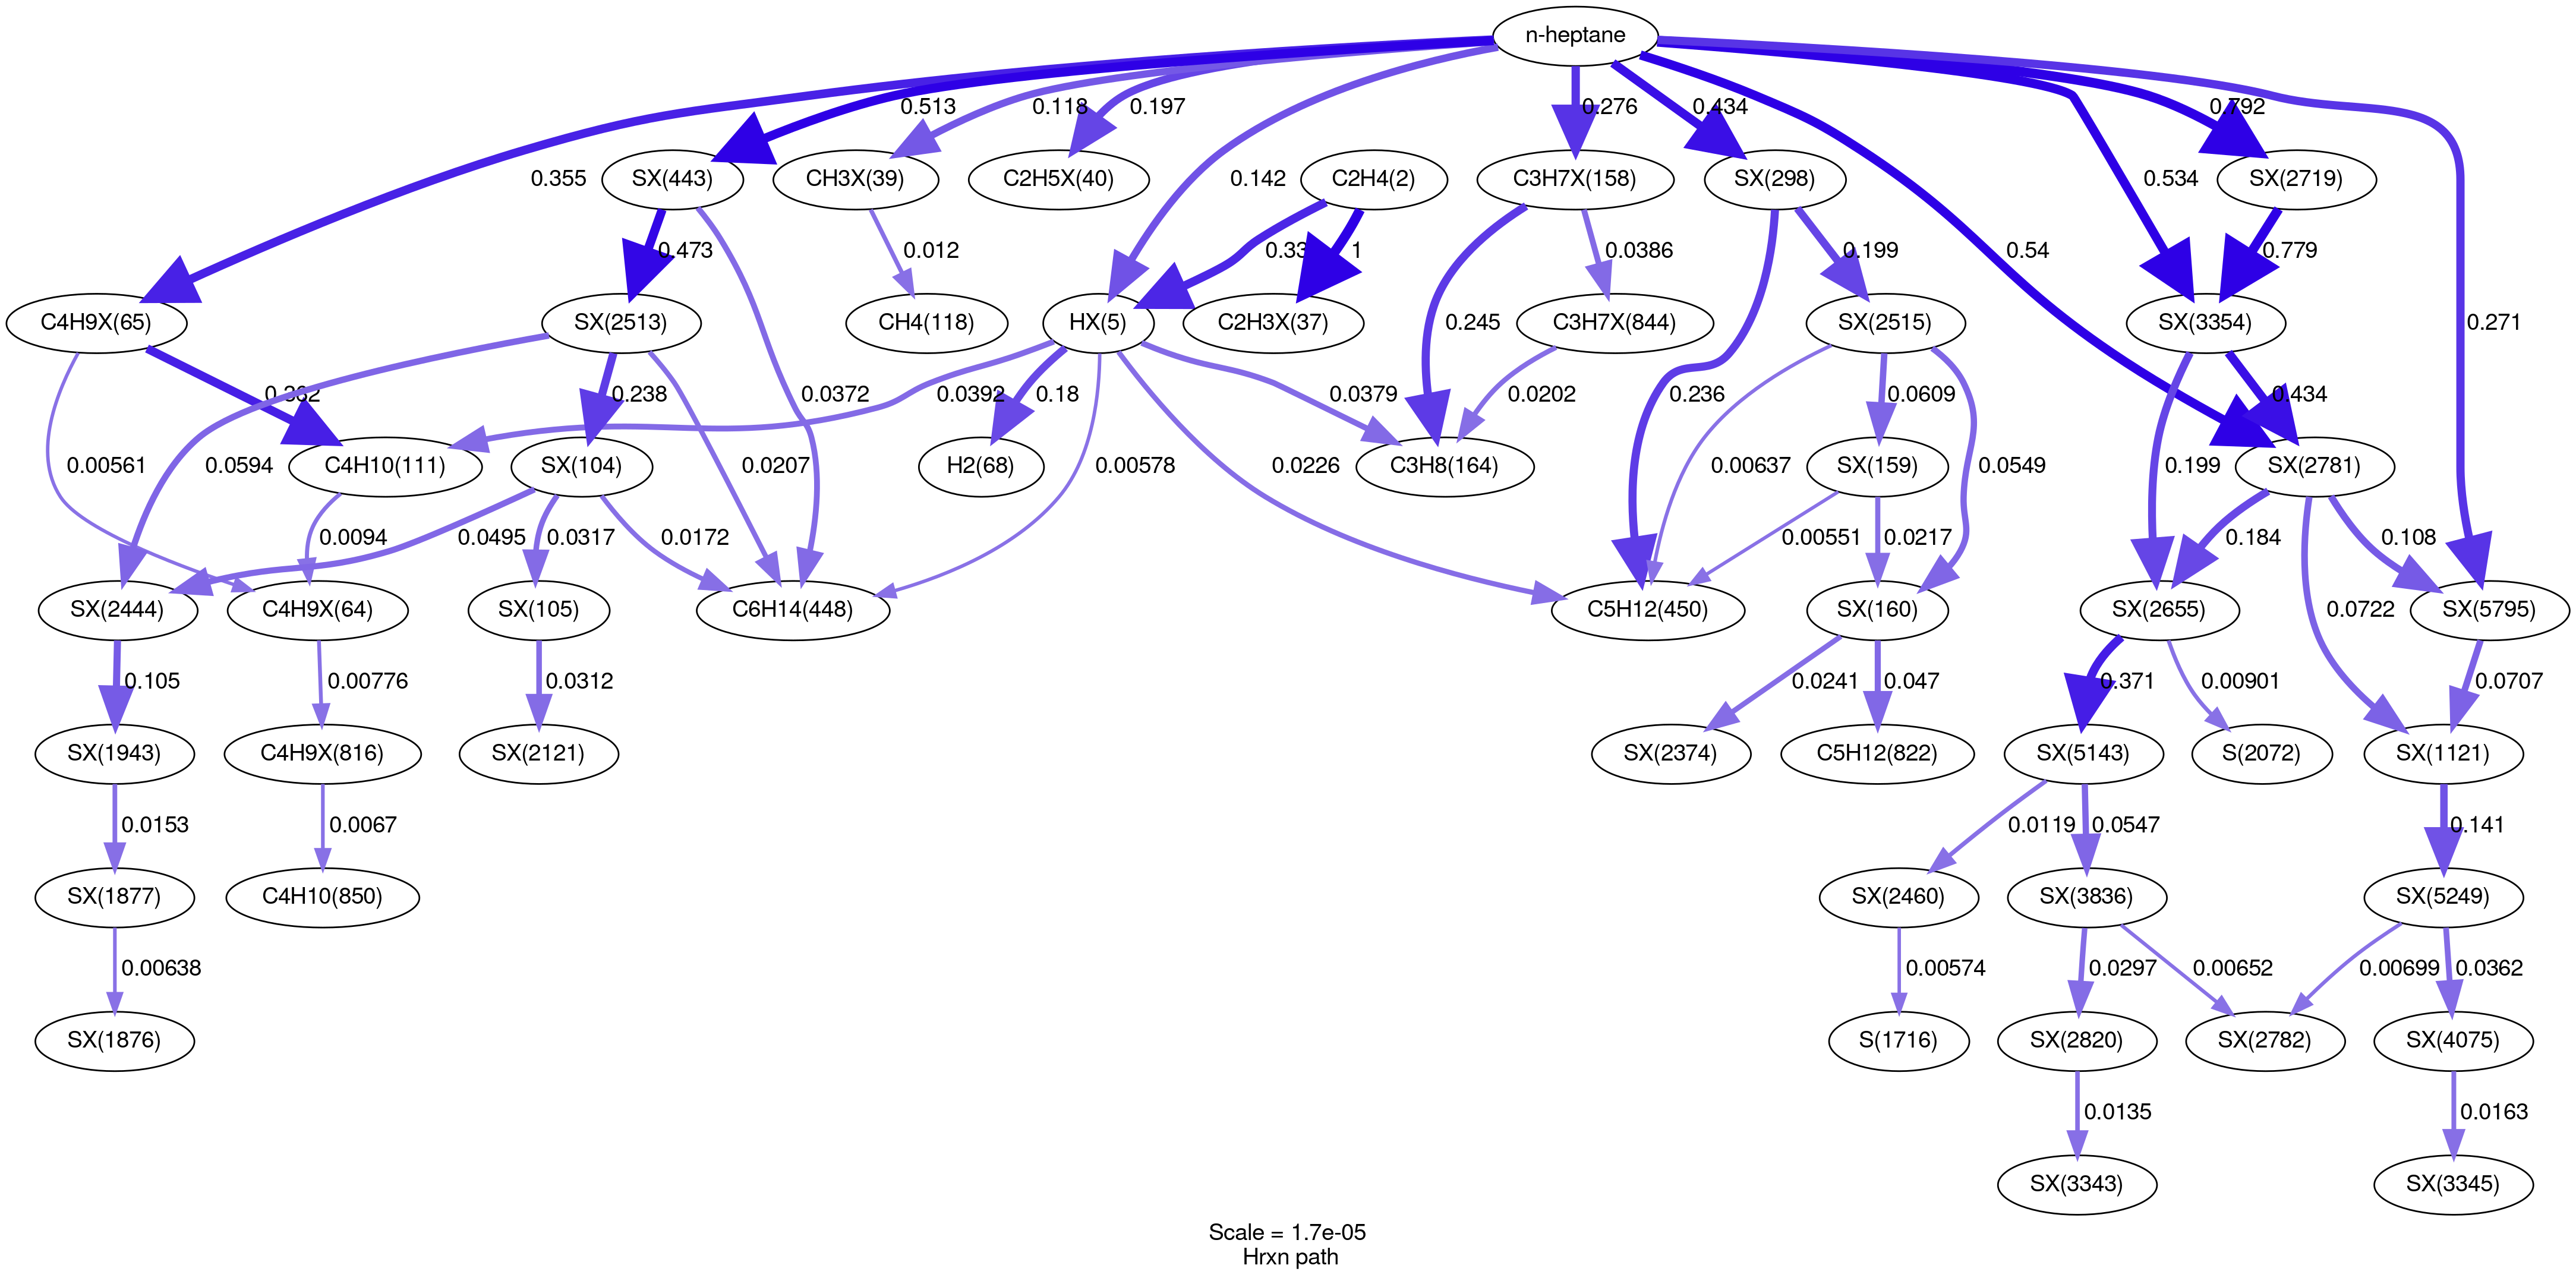 n-heptane
0.513
0.118
0.197
0.276
0.434
0.792
0.355
SX(443)
CH3X(39)
C2H5X(40)
0.142
C2H4(2)
C3H7X(158)
SX(298)
0.534
SX(2719)
0.473
0.012
0.33
1
0.0386
0.199
0.54
0.779
C4H9X(65)
SX(2513)
CH4(118)
HX(5)
C2H3X(37)
0.245
C3H7X(844)
SX(2515)
SX(3354)
0.271
0.238
0.0372
0.0392
0.18
0.0379
0.0202
0.236
0.0609
0.434
0.00561
C4H10(111)
0.0594
SX(104)
0.0207
H2(68)
0.00578
0.0226
C3H8(164)
0.00637
SX(159)
0.0549
0.199
SX(2781)
0.0094
0.0495
0.0317
0.0172
0.00551
0.0217
0.184
0.108
SX(2444)
C4H9X(64)
SX(105)
C6H14(448)
C5H12(450)
SX(160)
SX(2655)
0.0722
SX(5795)
0.105
0.00776
0.0312
0.0241
0.047
0.371
0.00901
0.0707
SX(1943)
C4H9X(816)
SX(2121)
SX(2374)
C5H12(822)
SX(5143)
S(2072)
SX(1121)
0.0153
0.0067
0.0119
0.0547
0.141
SX(1877)
C4H10(850)
SX(2460)
SX(3836)
SX(5249)
0.00638
0.00574
0.0297
0.00652
0.00699
0.0362
SX(1876)
S(1716)
SX(2820)
SX(2782)
SX(4075)
0.0135
0.0163
SX(3343)
SX(3345)
Scale = 1.7e-05
Hrxn path